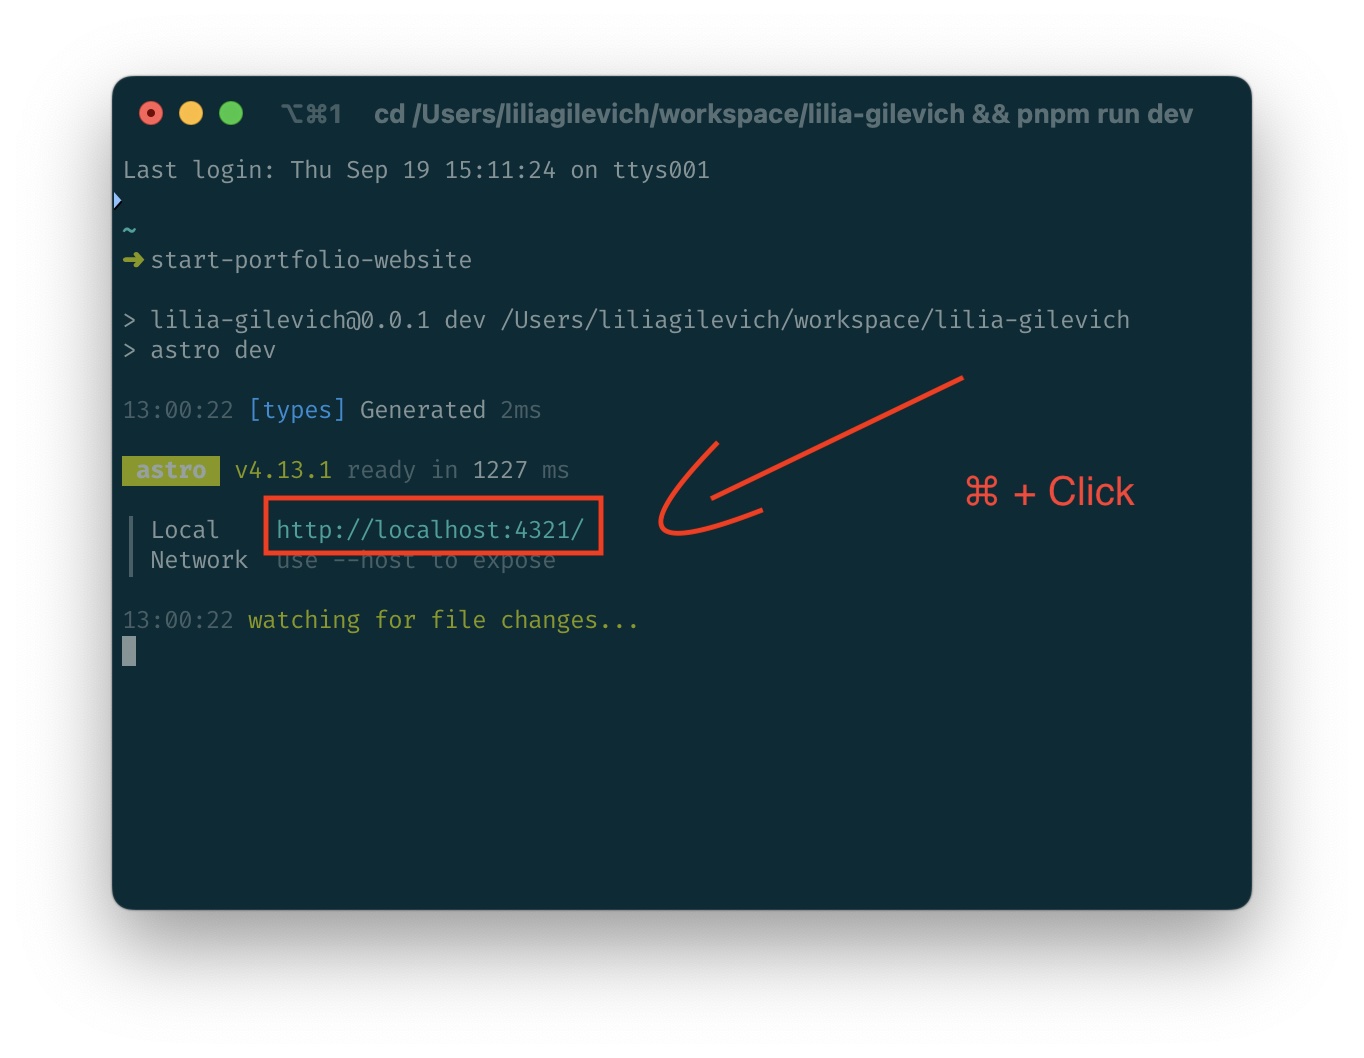 ⌥⌘1 cd /Users/liliagilevich/workspace/lilia-gilevich && pnpm run dev
Last login: Thu Sep 19 15:11:24 on ttys001
~
➜ start-portfolio-website
> lilia-gilevich@0.0.1 dev /Users/liliagilevich/workspace/lilia-gilevich
> astro dev
13:00:22 [types] Generated 2ms
astro v4.13.1 ready in 1227 ms
⌘ + Click
Local http://localhost:4321/
Network use --host to expose
13:00:22 watching for file changes...